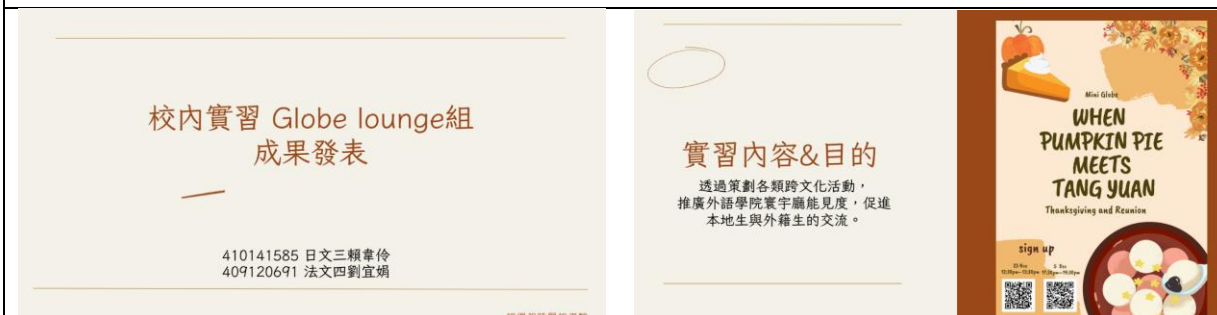 校內實習 Globe lounge組
成果發表
410141585 日文三賴韋伶
409120691 法文四劉宜娟
實習內容&目的
透過策劃各類跨文化活動，
推廣外語學院寰宇廳能見度，促進
本地生與外籍生的交流。
Mini Globe
WHEN
PUMPKIN PIE
MEETS
TANG YUAN
Thanksgiving and Reunion
sign up